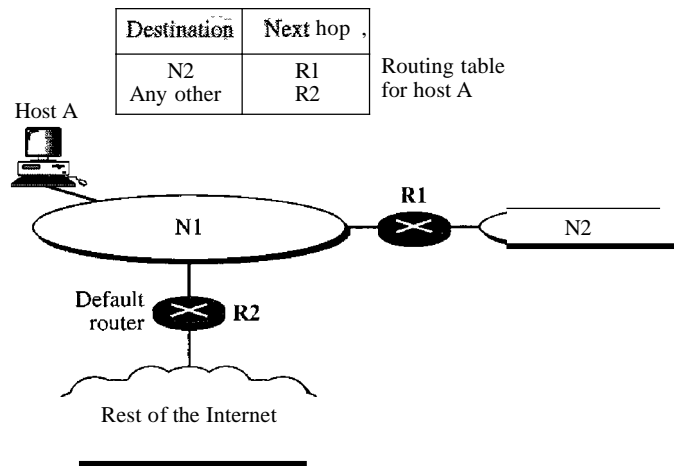 Destination Next hop ,
N2 R1
Any other R2
Routing table
for host A
Host A
R1
N1
N2
Default
router
R2
Rest of the Internet